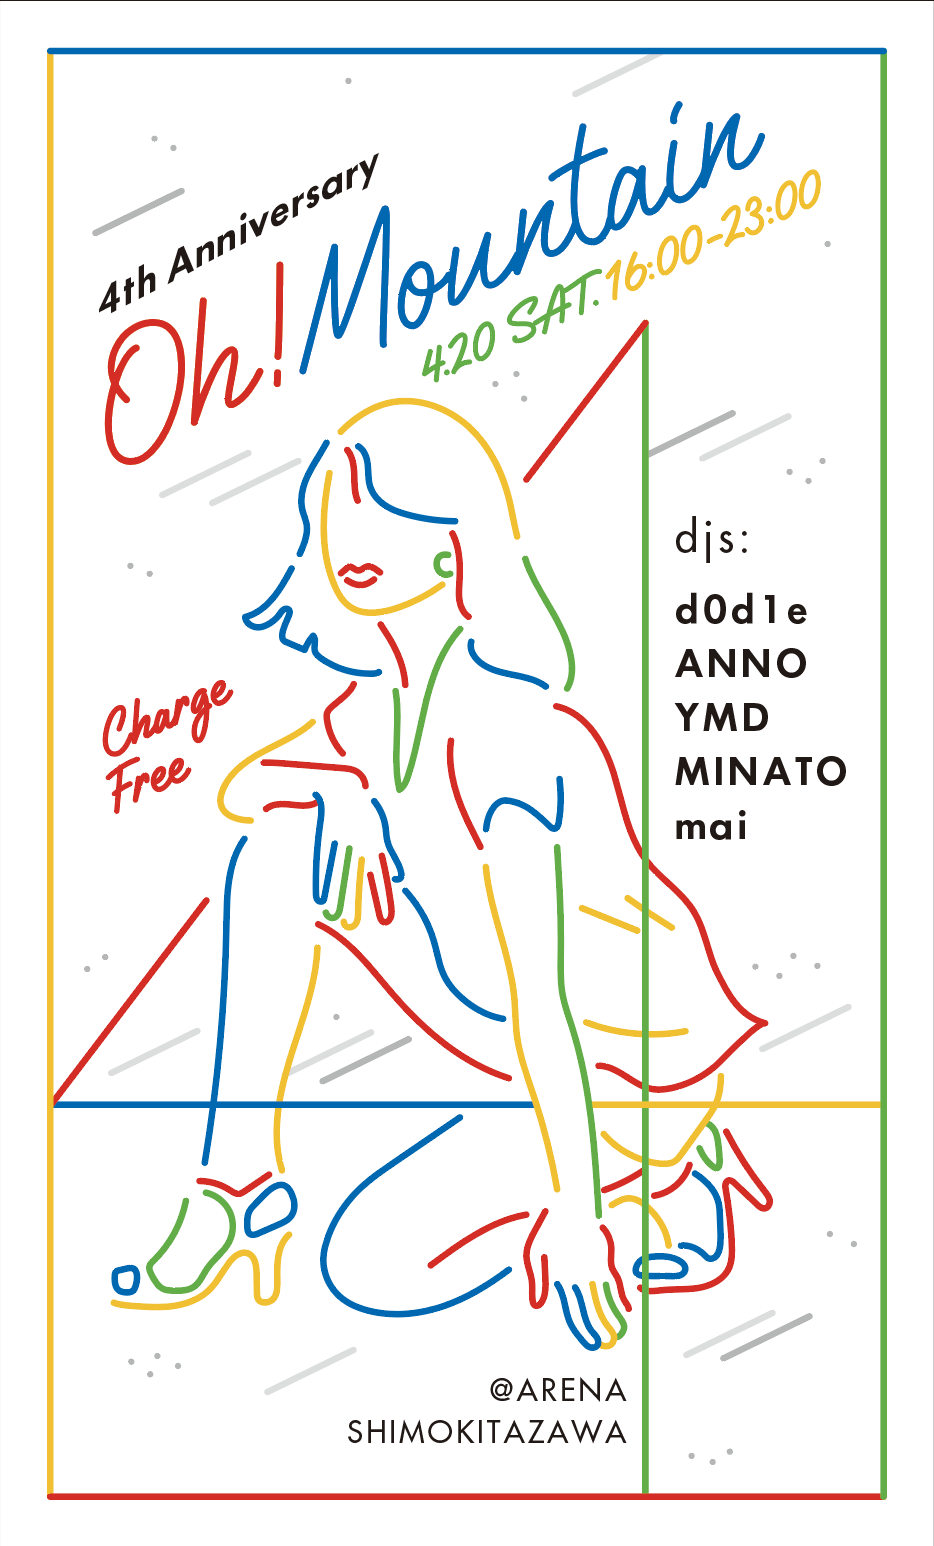 4th Anniversary
Oh! Mountain
4.20 SAT. 16:00-23:00
djs:
d0d1e
ANNO
YMD
MINATO
mai
Charge
Free
@ARENA
SHIMOKITAZAWA